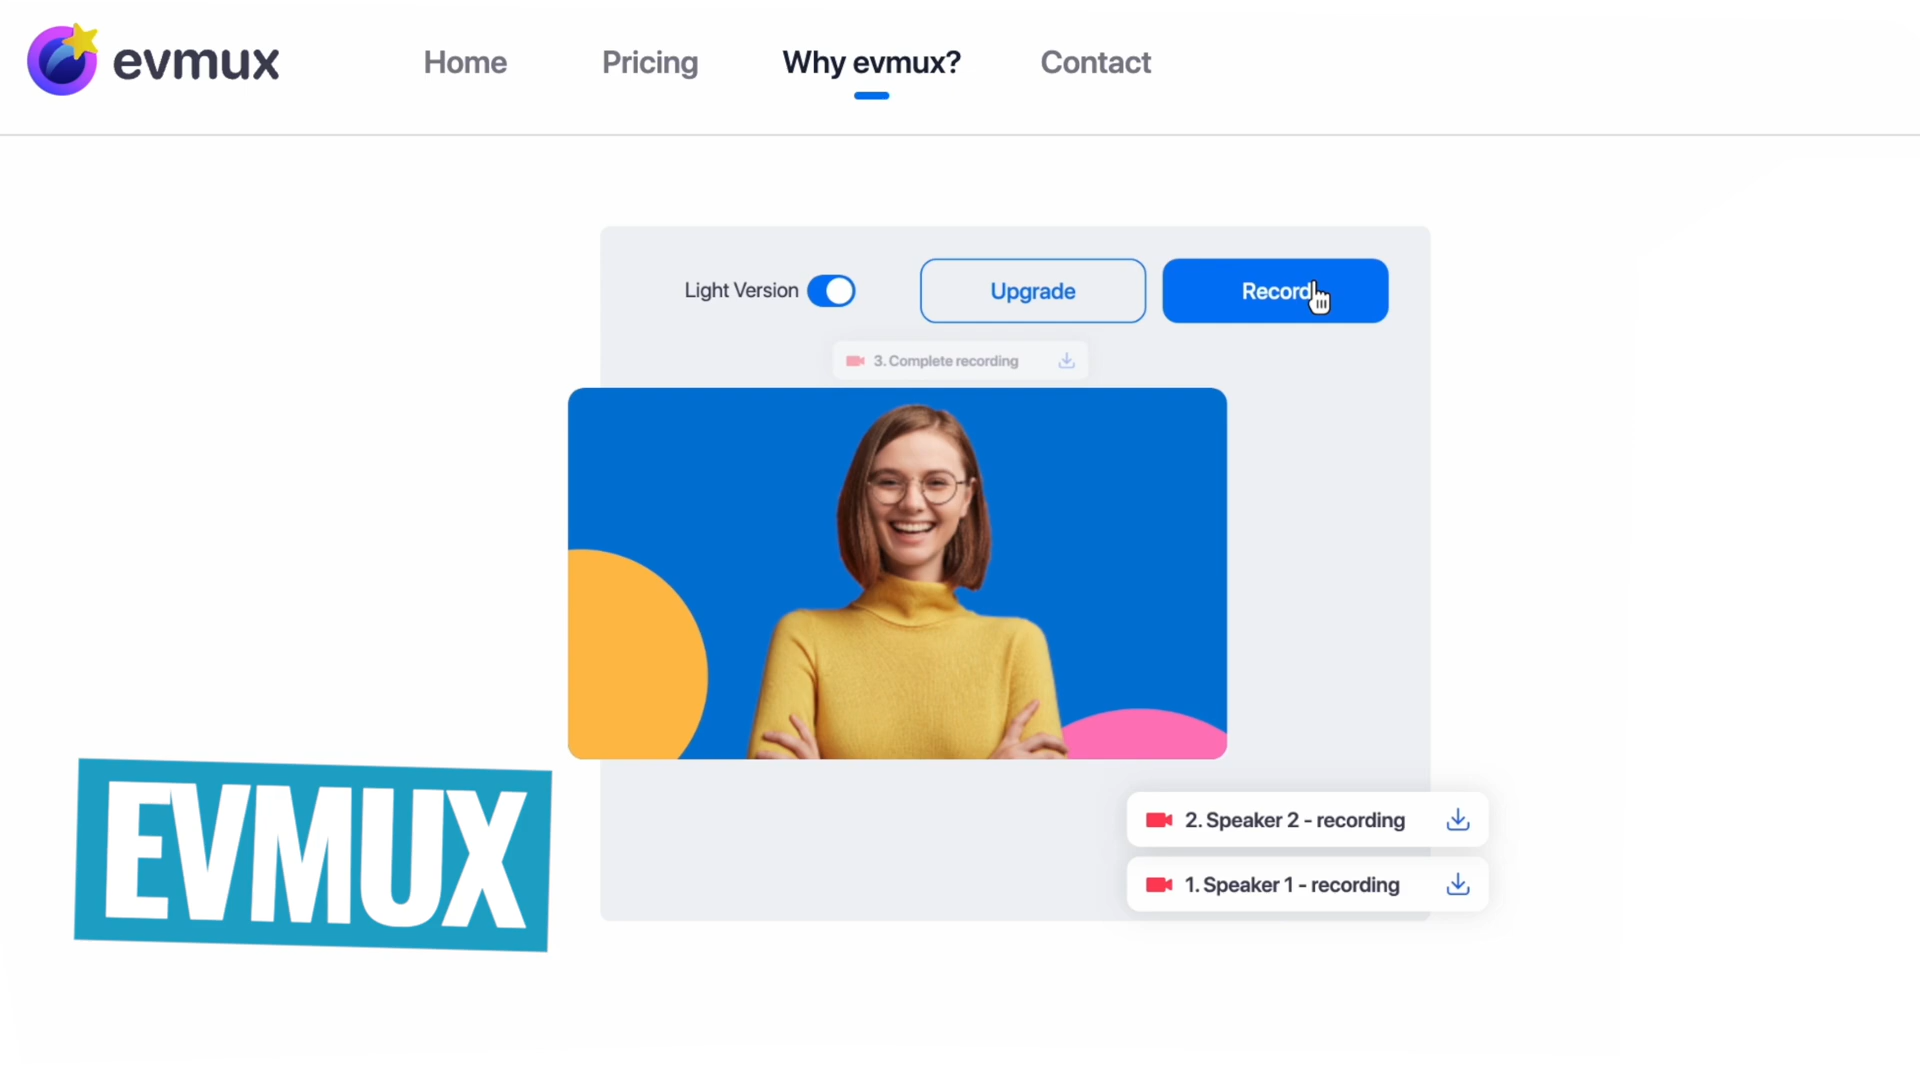 evmux
Home
Pricing
Why evmux?
Contact
Light Version
Upgrade
Record
3. Complete recording
EVMUX
2. Speaker 2 - recording
1. Speaker 1 - recording